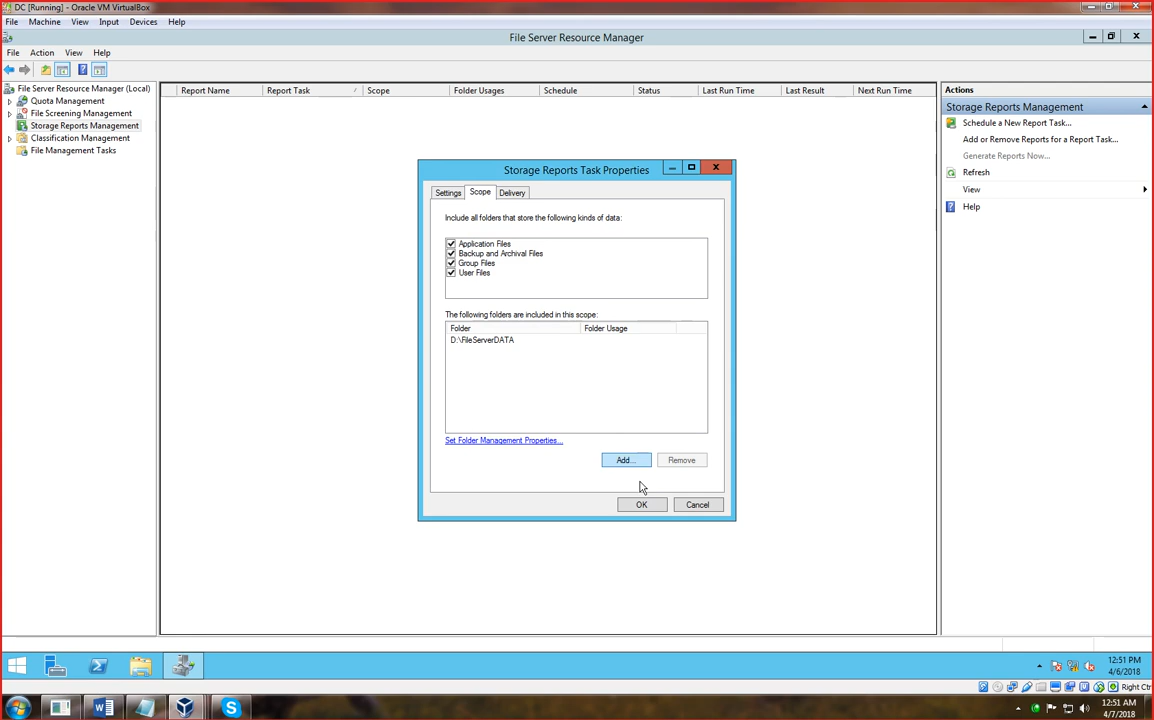 DC [Running] - Oracle VM VirtualBox
File Machine View Input Devices Help
File Server Resource Manager
File Action View Help
File Server Resource Manager (Local)
Quota Management
File Screening Management
Storage Reports Management
Classification Management
File Management Tasks
Report Name Report Task / Scope Folder Usages Schedule Status Last Run Time Last Result Next Run Time
Actions
Storage Reports Management
Schedule a New Report Task...
Add or Remove Reports for a Report Task...
Generate Reports Now...
Refresh
View
Help
Storage Reports Task Properties
Settings Scope Delivery
Include all folders that store the following kinds of data:
Application Files
Backup and Archival Files
Group Files
User Files
The following folders are included in this scope:
Folder Folder Usage
D:\FileServerDATA
Set Folder Management Properties...
Add... Remove
OK Cancel
12:51 PM
4/6/2018
Right Ctr
12:51 AM
4/7/2018